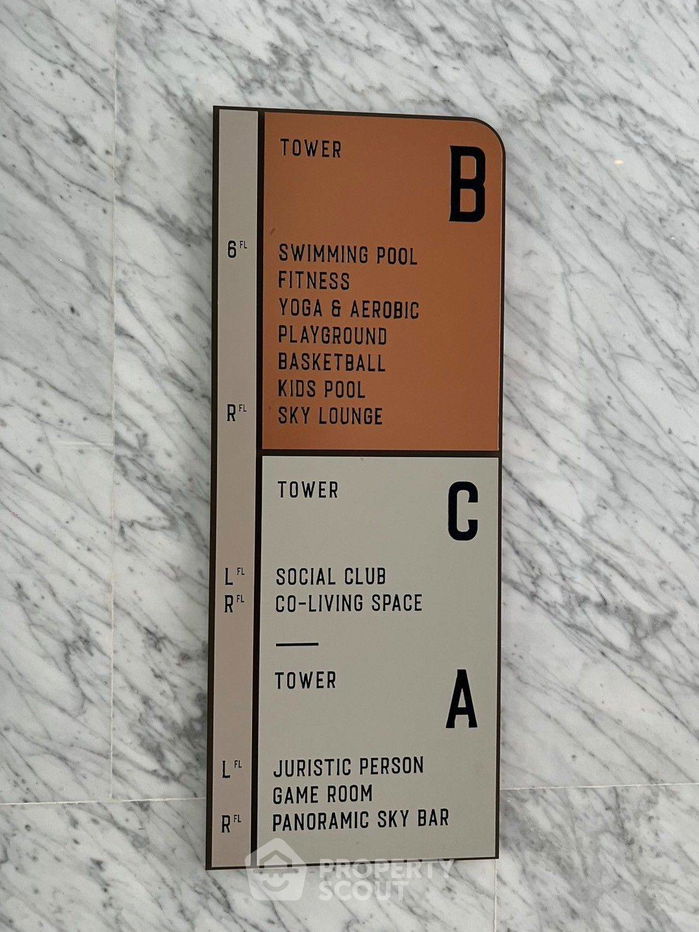 TOWER B
6FL SWIMMING POOL
FITNESS
YOGA & AEROBIC
PLAYGROUND
BASKETBALL
KIDS POOL
RFL SKY LOUNGE
TOWER C
LFL SOCIAL CLUB
RFL CO-LIVING SPACE
TOWER A
LFL JURISTIC PERSON
GAME ROOM
RFL PANORAMIC SKY BAR
PROPERTY
SCOUT